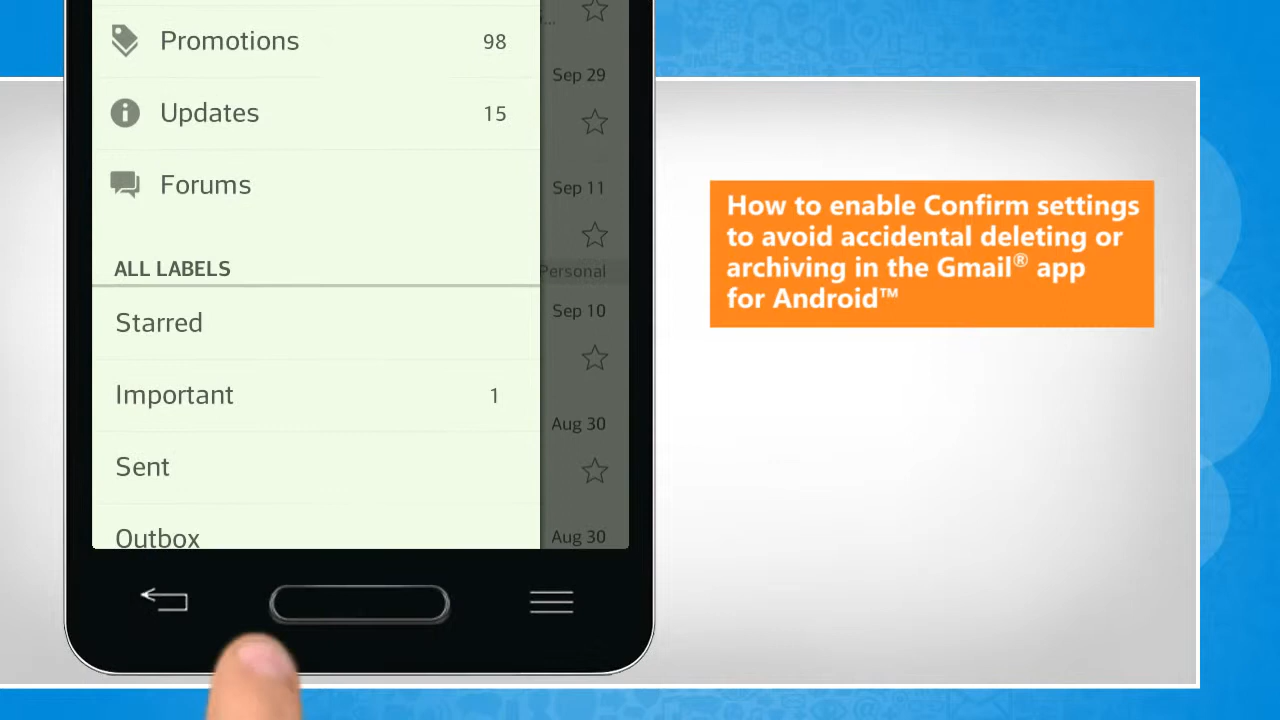 Promotions 98
Sep 29
Updates 15
Sep 11
Forums
ALL LABELS
Personal
Starred
Sep 10
Important 1
Aug 30
Sent
Outbox
Aug 30
How to enable Confirm settings
to avoid accidental deleting or
archiving in the Gmail® app
for Android™